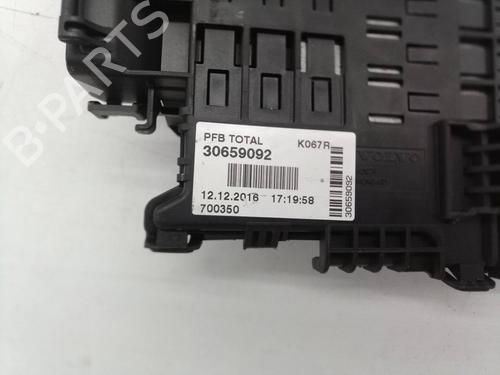 B-PARTS
PFB TOTAL K067R
30659092
12.12.2016 17:19:58
700350
30659092
VOLVO